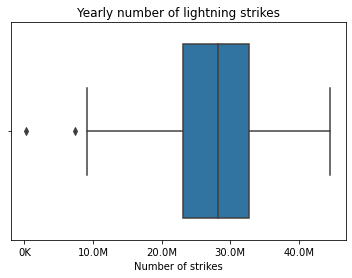 Yearly number of lightning strikes
0K 10.0M 20.0M 30.0M 40.0M
Number of strikes